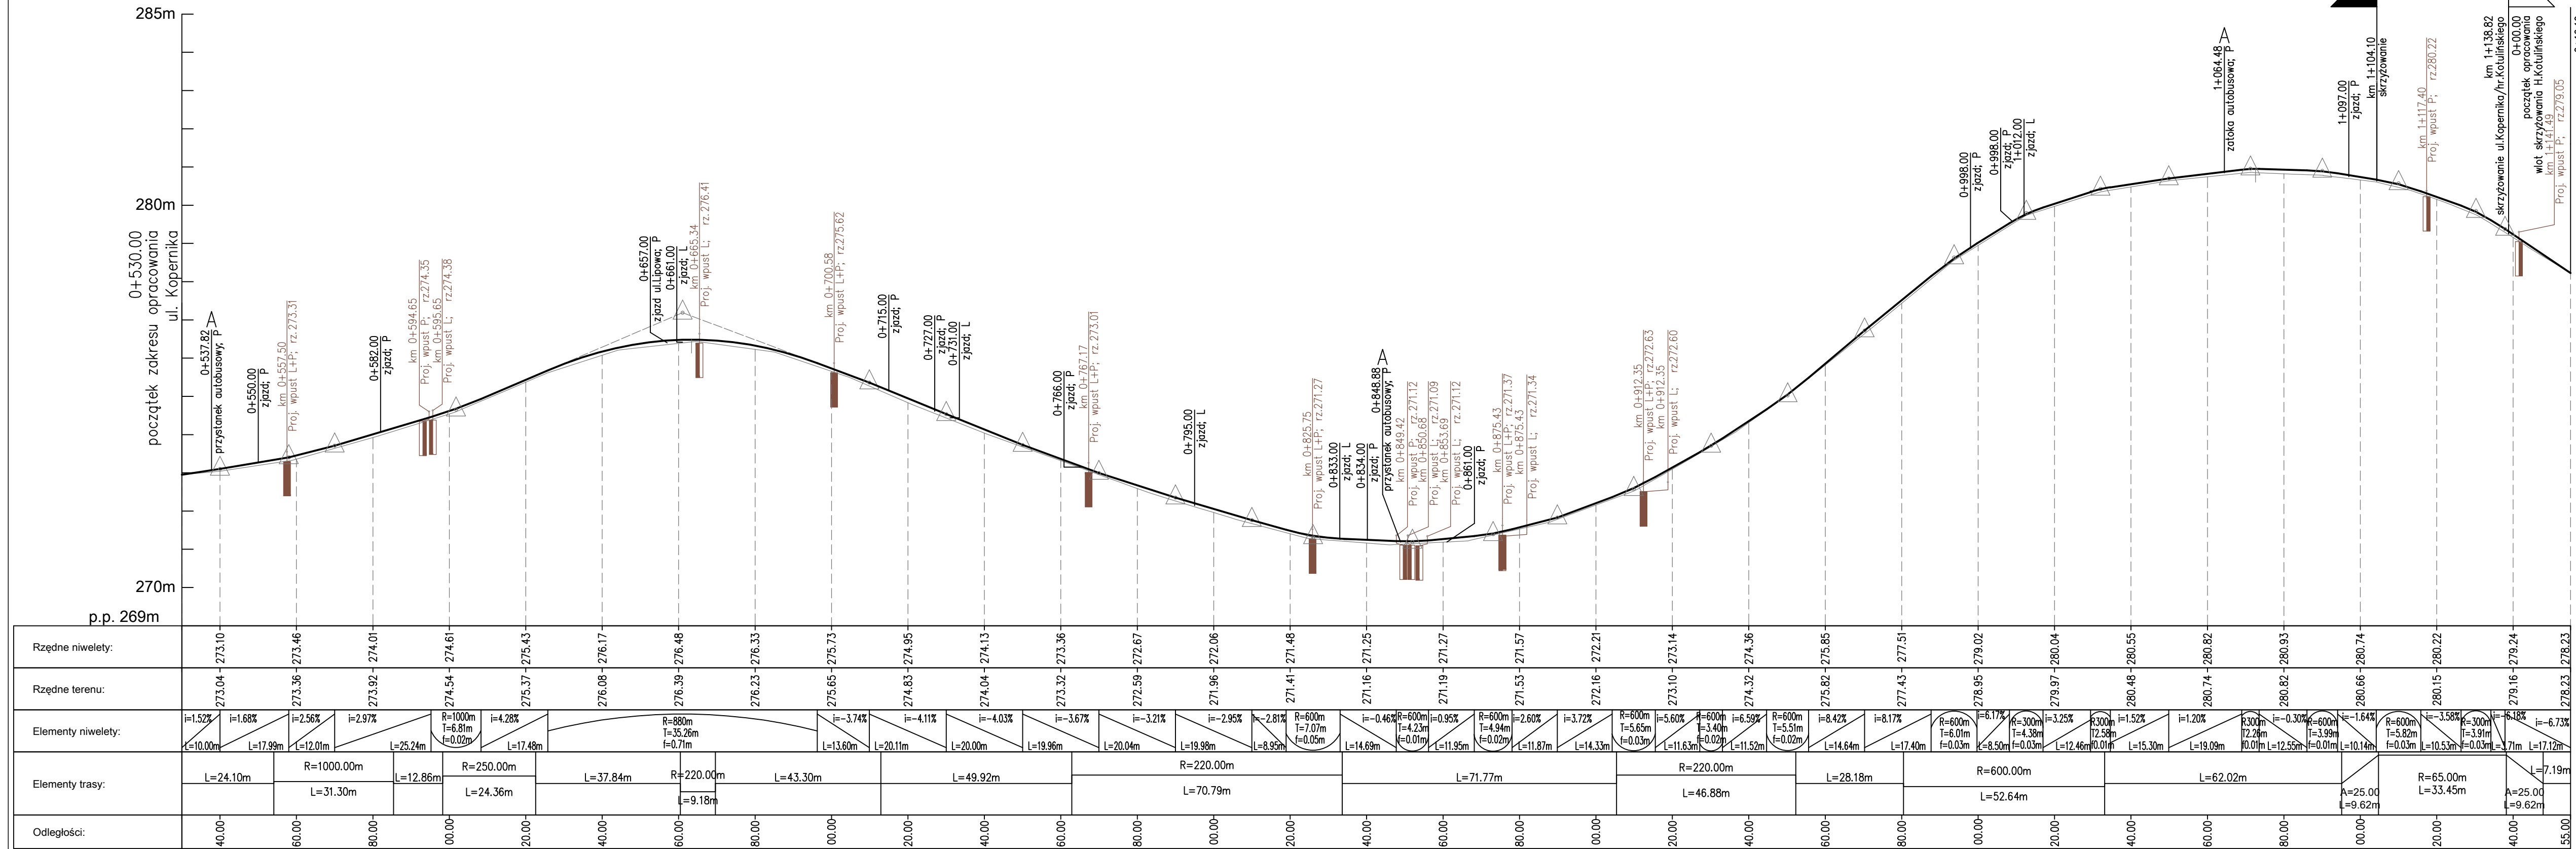 285m
280m
270m
p.p. 269m
0+530.00
początek zakresu opracowania
ul. Kopernika
0+537.82
przystanek autobusowy; P
A
0+550.00
zjazd; P
km 0+557.50
Proj. wpust L+P; rz.273.31
0+582.00
zjazd; P
km 0+594.65
Proj. wpust P; rz.274.35
km 0+595.65
Proj. wpust L; rz.274.38
0+657.00
zjazd ul.Lipowa; P
0+661.00
zjazd; L
km 0+665.34
Proj. wpust L; rz.276.41
km 0+700.58
Proj. wpust L+P; rz.275.62
0+715.00
zjazd; P
0+727.00
zjazd; P
0+731.00
zjazd; L
0+766.00
zjazd; P
km 0+767.17
Proj. wpust L+P; rz.273.01
0+795.00
zjazd; L
km 0+825.75
Proj. wpust L+P; rz.271.27
0+833.00
zjazd; L
0+834.00
zjazd; P
A
0+848.88
przystanek autobusowy; P
km 0+849.42
Proj. wpust P; rz.271.12
km 0+850.68
Proj. wpust L; rz.271.09
km 0+853.69
Proj. wpust L; rz.271.12
0+861.00
zjazd; P
km 0+875.43
Proj. wpust L+P; rz.271.37
km 0+875.43
Proj. wpust L; rz.271.34
km 0+912.35
Proj. wpust L+P; rz.272.63
km 0+912.35
Proj. wpust L; rz.272.60
0+998.00
zjazd; P
0+998.00
zjazd; P
1+012.00
zjazd; L
A
1+064.48
zatoka autobusowa; P
1+097.00
zjazd; P
km 1+104.10
skrzyżowanie
km 1+117.40
Proj. wpust P; rz.280.22
km 1+138.82
skrzyżowanie ul.Kopernika/hr.Kotulińskiego
0+00.00
początek opracowania
wlot skrzyżowania H.Kotulińskiego
km 1+141.49
Proj. wpust P; rz.279.05
Rzędne niwelety:
273.10 273.46 274.01 274.61 275.43 276.17 276.48 276.33 275.73 274.95 274.13 273.36 272.67 272.06 271.48 271.25 271.27 271.57 272.21 273.14 274.36 275.85 277.51 279.02 280.04 280.55 280.82 280.93 280.74 280.22 279.24 278.23
Rzędne terenu:
273.04 273.36 273.92 274.54 275.37 276.08 276.39 276.23 275.65 274.83 274.04 273.32 272.59 271.96 271.41 271.16 271.19 271.53 272.16 273.10 274.32 275.82 277.43 278.95 279.97 280.48 280.74 280.82 280.66 280.15 279.16 278.23
Elementy niwelety:
i=1.52% L=10.00m
i=1.68% L=17.99m
i=2.56% L=12.01m
i=2.97% L=25.24m
R=1000m T=6.81m f=0.02m
i=4.28% L=17.48m
R=880m T=35.26m f=0.71m
i=-3.74% L=13.60m
i=-4.11% L=20.11m
i=-4.03% L=20.00m
i=-3.67% L=19.96m
i=-3.21% L=20.04m
i=-2.95% L=19.98m
i=-2.81% L=8.95m
R=600m T=7.07m f=0.05m
i=-0.46% L=14.69m
R=600m T=4.23m f=0.01m
i=0.95% L=11.95m
R=600m T=4.94m f=0.02m
i=2.60% L=11.87m
i=3.72% L=14.33m
R=600m T=5.65m f=0.03m
i=5.60% L=11.63m
R=600m T=3.40m f=0.02m
i=6.59% L=11.52m
R=600m T=5.51m f=0.02m
i=8.42% L=14.64m
i=8.17% L=17.40m
R=600m T=6.01m f=0.03m
i=6.17% L=8.50m
R=300m T=4.38m f=0.03m
i=3.25% L=12.46m
R300m T2.58m f0.01m
i=1.52% L=15.30m
i=1.20% L=19.09m
R300m T2.26m f0.01m
i=-0.30% L=12.55m
R=600m T=3.99m f=0.01m
i=-1.64% L=10.14m
R=600m T=5.82m f=0.03m
i=-3.58% L=10.53m
R=300m T=3.91m f=0.03m
i=-6.18% L=3.71m
i=-6.73% L=17.12m
Elementy trasy:
L=24.10m
R=1000.00m L=31.30m
L=12.86m
R=250.00m L=24.36m
L=37.84m
R=220.00m L=9.18m
L=43.30m
L=49.92m
R=220.00m L=70.79m
L=71.77m
R=220.00m L=46.88m
L=28.18m
R=600.00m L=52.64m
L=62.02m
A=25.00 L=9.62m
R=65.00m L=33.45m
A=25.00 L=9.62m
L=7.19m
Odległości:
40.00 60.00 80.00 00.00 20.00 40.00 60.00 80.00 00.00 20.00 40.00 60.00 80.00 00.00 20.00 40.00 60.00 80.00 00.00 20.00 40.00 60.00 80.00 00.00 20.00 40.00 60.00 80.00 00.00 20.00 40.00 55.00